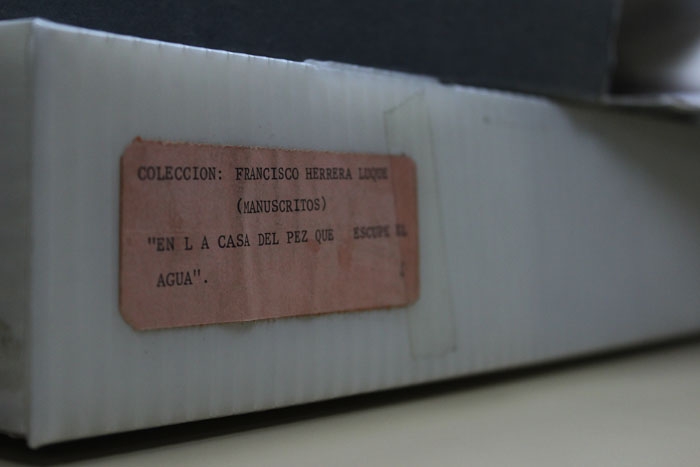 COLECCION: FRANCISCO HERRERA LUQUE
(MANUSCRITOS)
"EN L A CASA DEL PEZ QUE ESCUPE EL
AGUA".